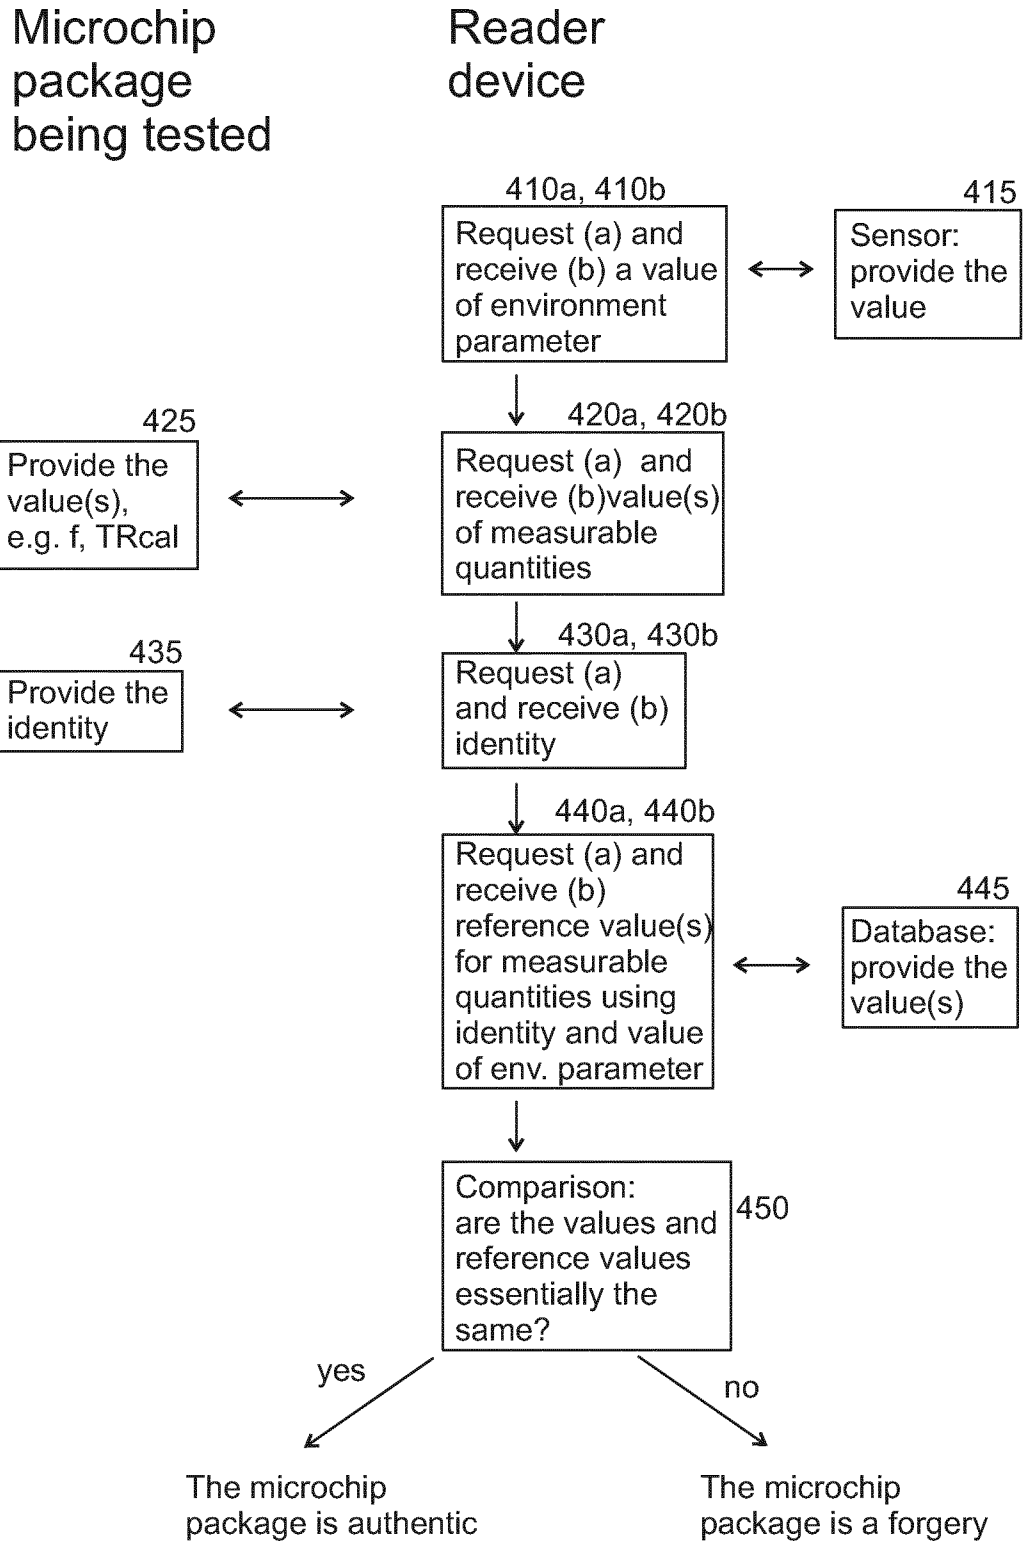 Microchip
package
being tested
Reader
device
410a, 410b
Request (a) and
receive (b) a value
of environment
parameter
415
Sensor:
provide the
value
420a, 420b
Request (a) and
receive (b)value(s)
of measurable
quantities
425
Provide the
value(s),
e.g. f, TRcal
430a, 430b
Request (a)
and receive (b)
identity
435
Provide the
identity
440a, 440b
Request (a) and
receive (b)
reference value(s)
for measurable
quantities using
identity and value
of env. parameter
445
Database:
provide the
value(s)
450
Comparison:
are the values and
reference values
essentially the
same?
yes
no
The microchip
package is authentic
The microchip
package is a forgery